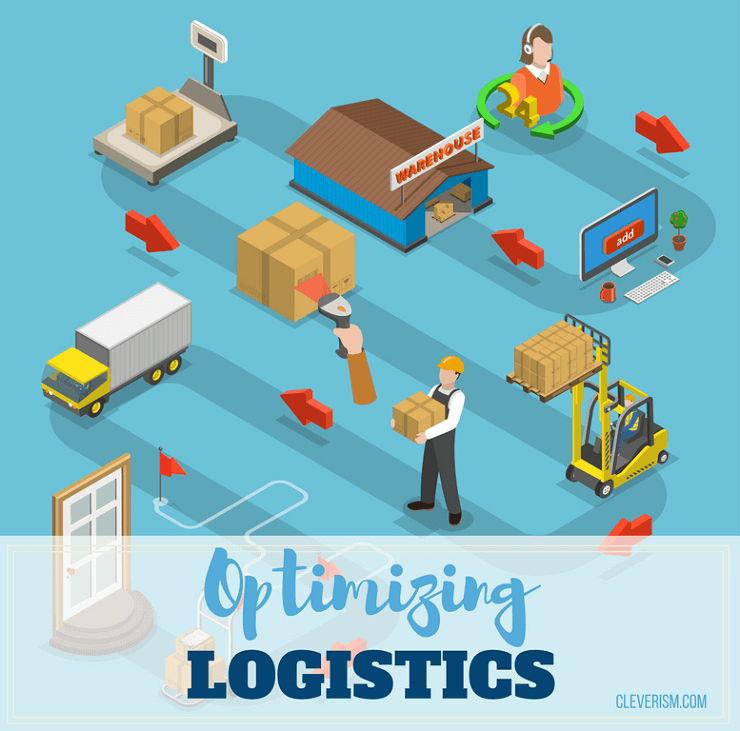 24
WAREHOUSE
add
Optimizing
LOGISTICS
CLEVERISM.COM